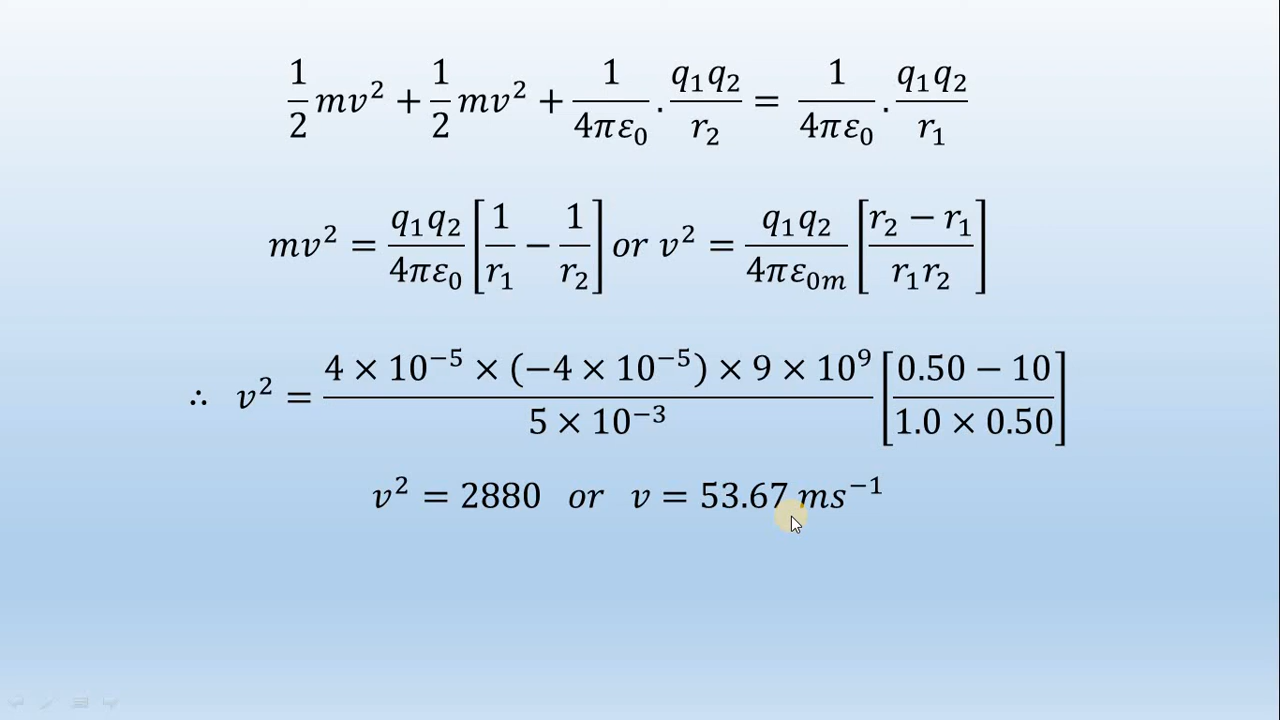 1/2 mv² + 1/2 mv² + 1/4πε₀ . q₁q₂/r₂ = 1/4πε₀ . q₁q₂/r₁
mv² = q₁q₂/4πε₀ [1/r₁ − 1/r₂] or v² = q₁q₂/4πε₀ₘ [r₂ − r₁/r₁r₂]
∴ v² = 4 × 10⁻⁵ × (−4 × 10⁻⁵) × 9 × 10⁹/5 × 10⁻³ [0.50 − 10/1.0 × 0.50]
v² = 2880 or v = 53.67 ms⁻¹